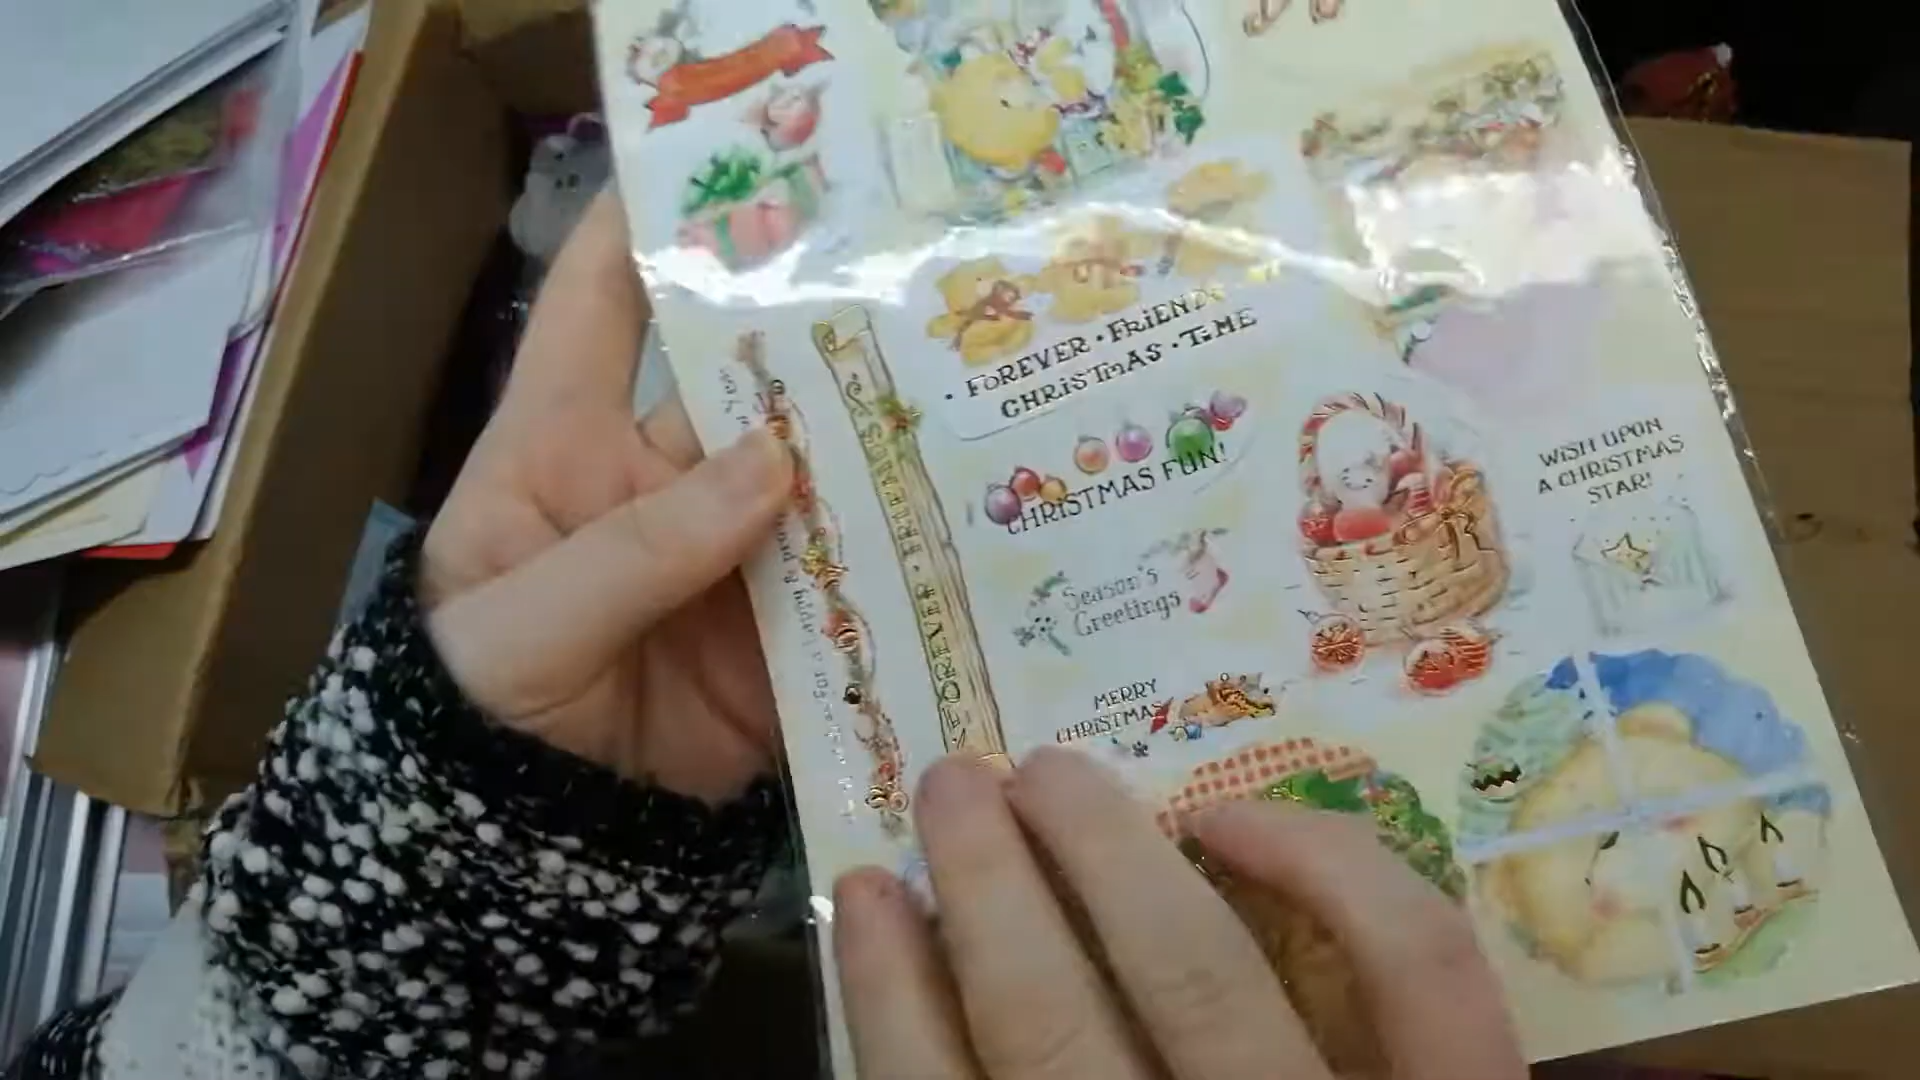 · FOREVER · FRIENDS
CHRISTMAS · TIME
CHRISTMAS FUN!
Season's
Greetings
MERRY
CHRISTMAS
WISH UPON
A CHRISTMAS
STAR!
FOREVER · FRIENDS